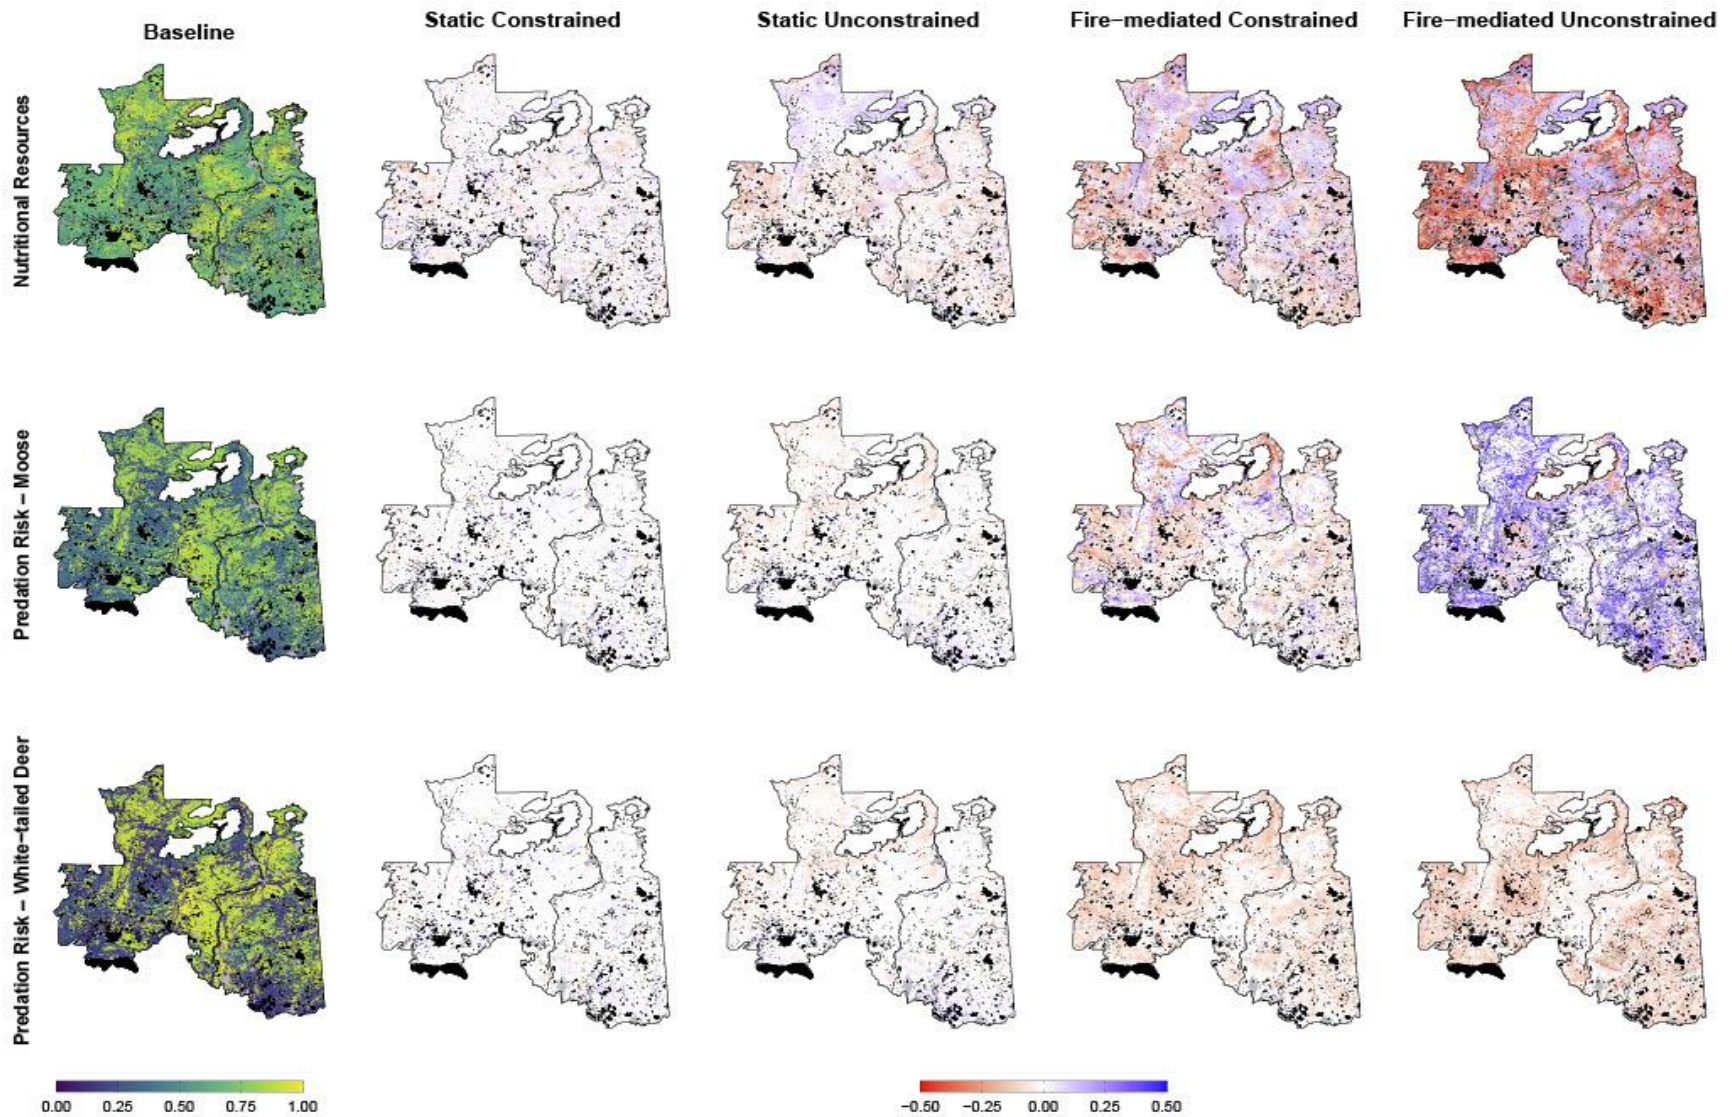 Baseline
Static Constrained
Static Unconstrained
Fire−mediated Constrained
Fire−mediated Unconstrained
Nutritional Resources
Predation Risk − Moose
Predation Risk − White−tailed Deer
0.00 0.25 0.50 0.75 1.00
−0.50 −0.25 0.00 0.25 0.50